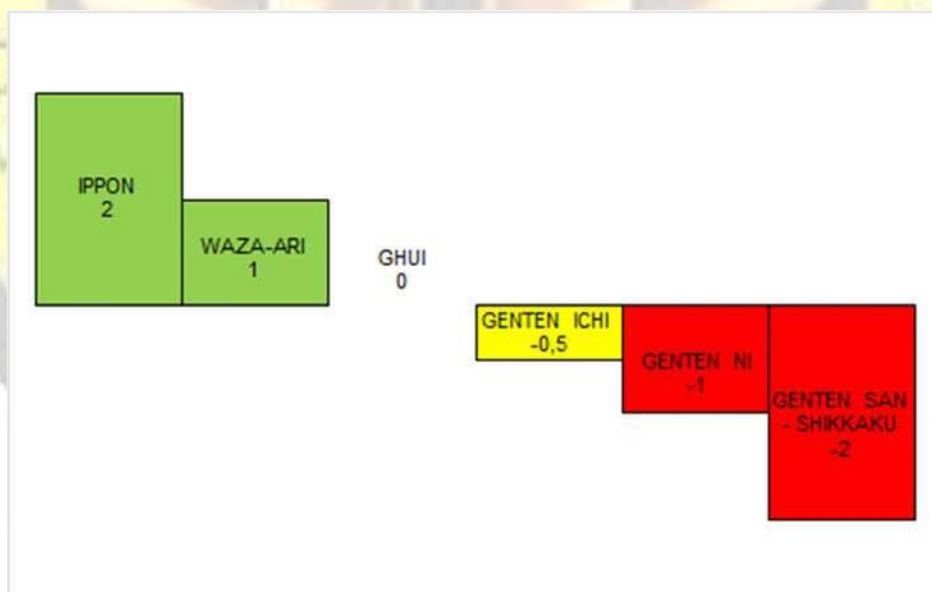 IPPON
2
WAZA-ARI
1
GHUI
0
GENTEN ICHI
-0,5
GENTEN NI
-1
GENTEN SAN
- SHIKKAKU
-2